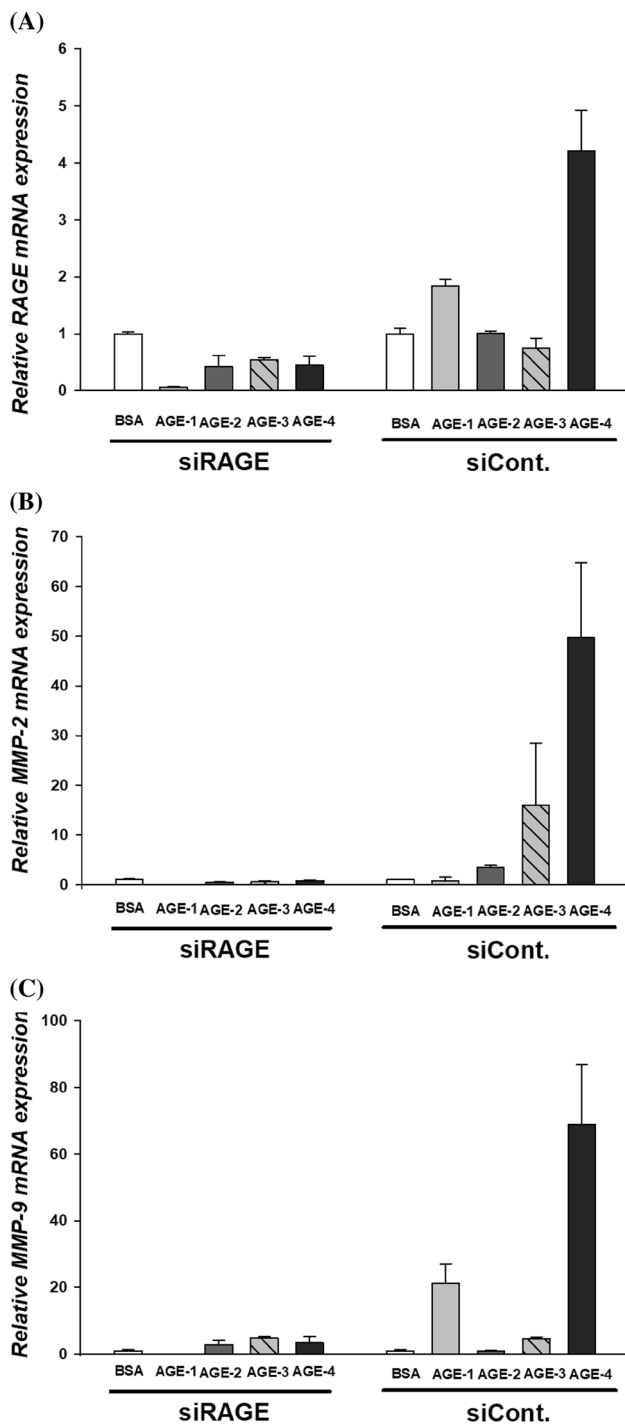 (A)
Relative RAGE mRNA expression
6
5
4
3
2
1
0
BSA AGE-1 AGE-2 AGE-3 AGE-4 BSA AGE-1 AGE-2 AGE-3 AGE-4
siRAGE siCont.
(B)
Relative MMP-2 mRNA expression
70
60
50
40
30
20
10
0
BSA AGE-1 AGE-2 AGE-3 AGE-4 BSA AGE-1 AGE-2 AGE-3 AGE-4
siRAGE siCont.
(C)
Relative MMP-9 mRNA expression
100
80
60
40
20
0
BSA AGE-1 AGE-2 AGE-3 AGE-4 BSA AGE-1 AGE-2 AGE-3 AGE-4
siRAGE siCont.